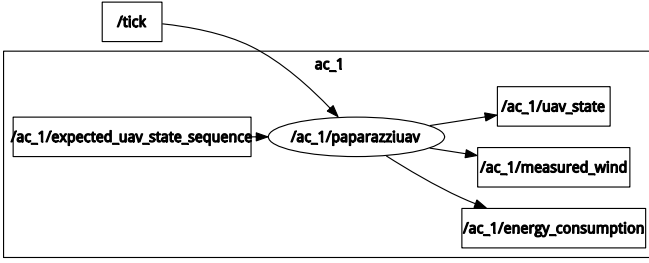 /tick
ac_1
/ac_1/uav_state
/ac_1/expected_uav_state_sequence
/ac_1/paparazziuav
/ac_1/measured_wind
/ac_1/energy_consumption